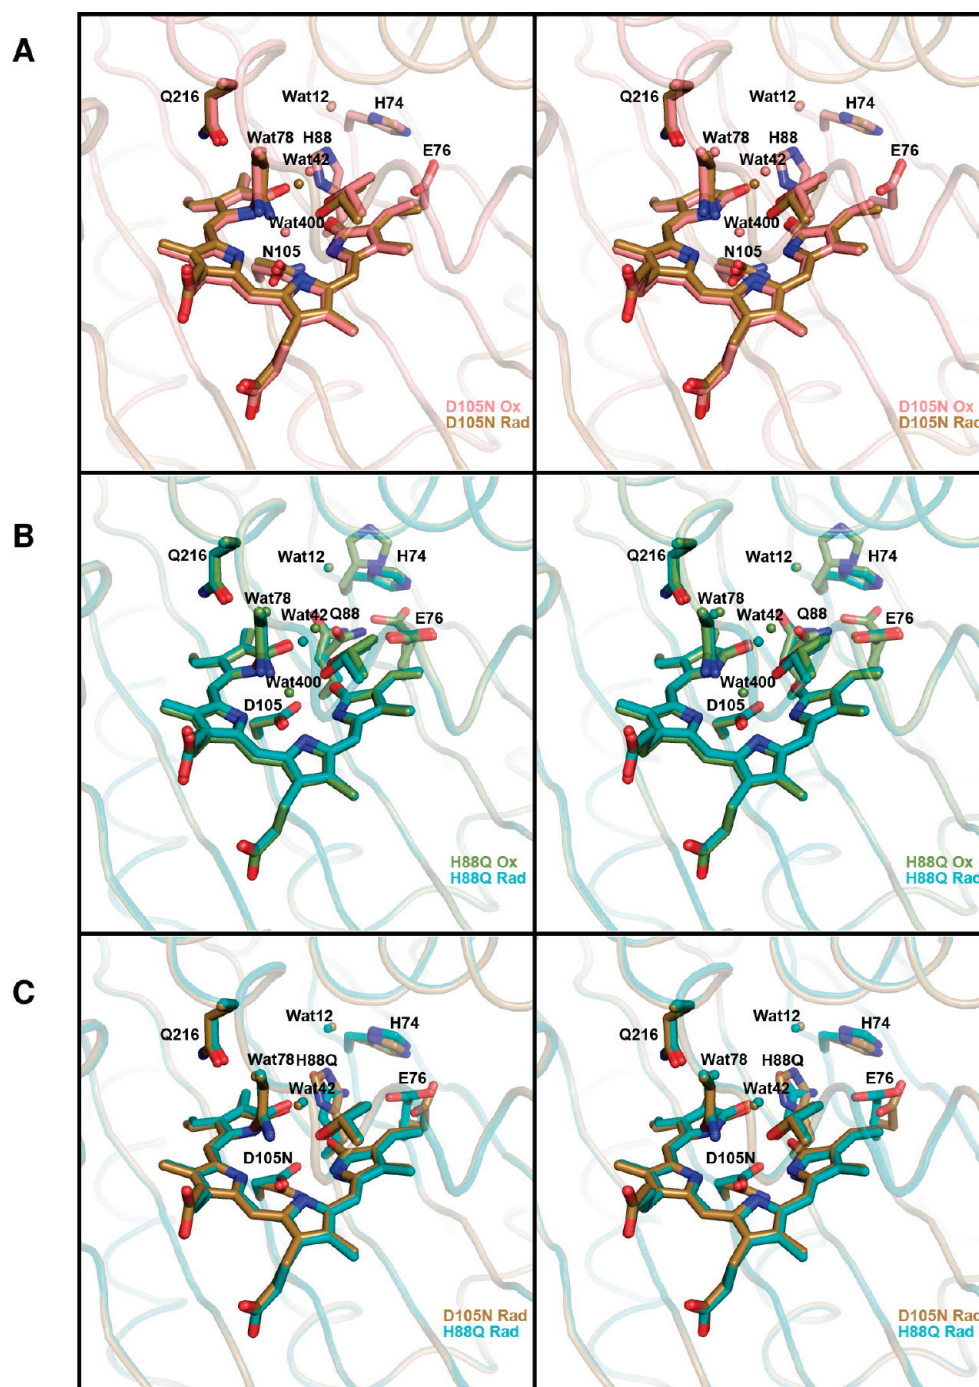 A
Q216
Wat12
H74
Wat78
H88
Wat42
E76
Wat400
N105
D105N Ox
D105N Rad
Q216
Wat12
H74
Wat78
H88
Wat42
E76
Wat400
N105
D105N Ox
D105N Rad
B
Q216
Wat12
H74
Wat78
Wat42
Q88
E76
Wat400
D105
H88Q Ox
H88Q Rad
Q216
Wat12
H74
Wat78
Wat42
Q88
E76
Wat400
D105
H88Q Ox
H88Q Rad
C
Q216
Wat12
H74
Wat78
H88Q
Wat42
E76
D105N
D105N Rad
H88Q Rad
Q216
Wat12
H74
Wat78
H88Q
Wat42
E76
D105N
D105N Rad
H88Q Rad